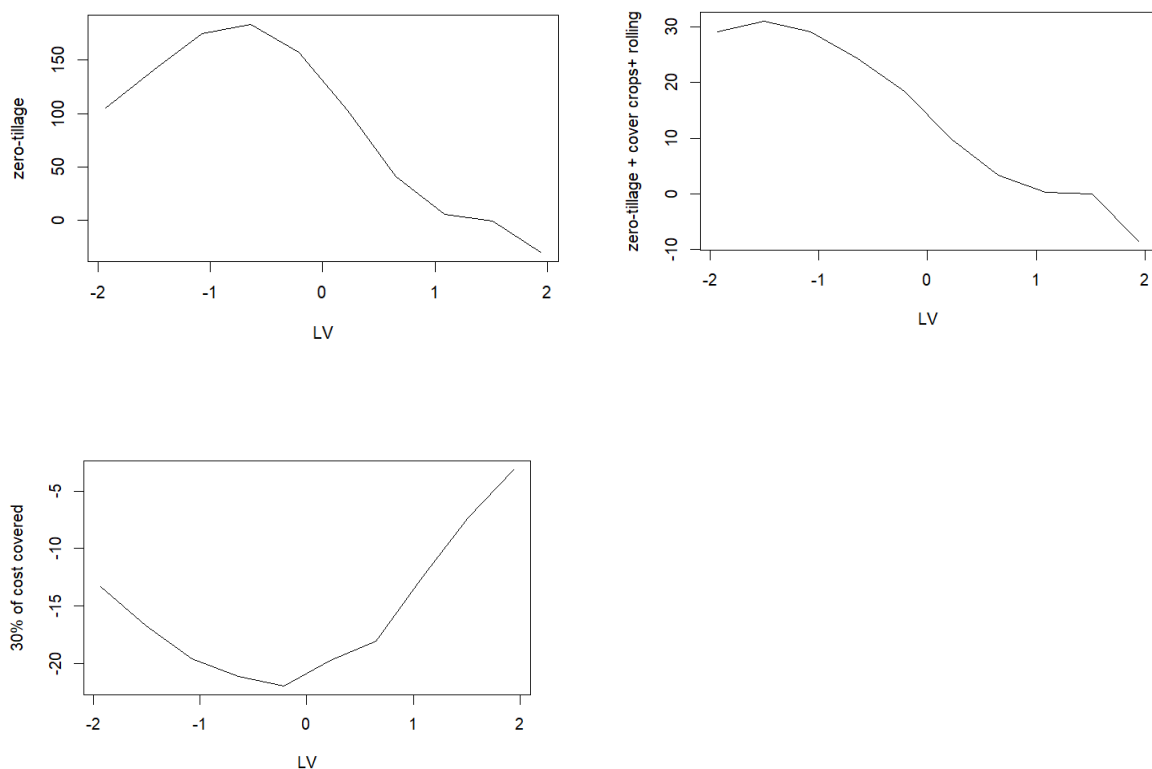 zero-tillage
150
100
50
0
-2 -1 0 1 2
LV
zero-tillage + cover crops+ rolling
30
20
10
0
-10
-2 -1 0 1 2
LV
30% of cost covered
-5
-10
-15
-20
-2 -1 0 1 2
LV